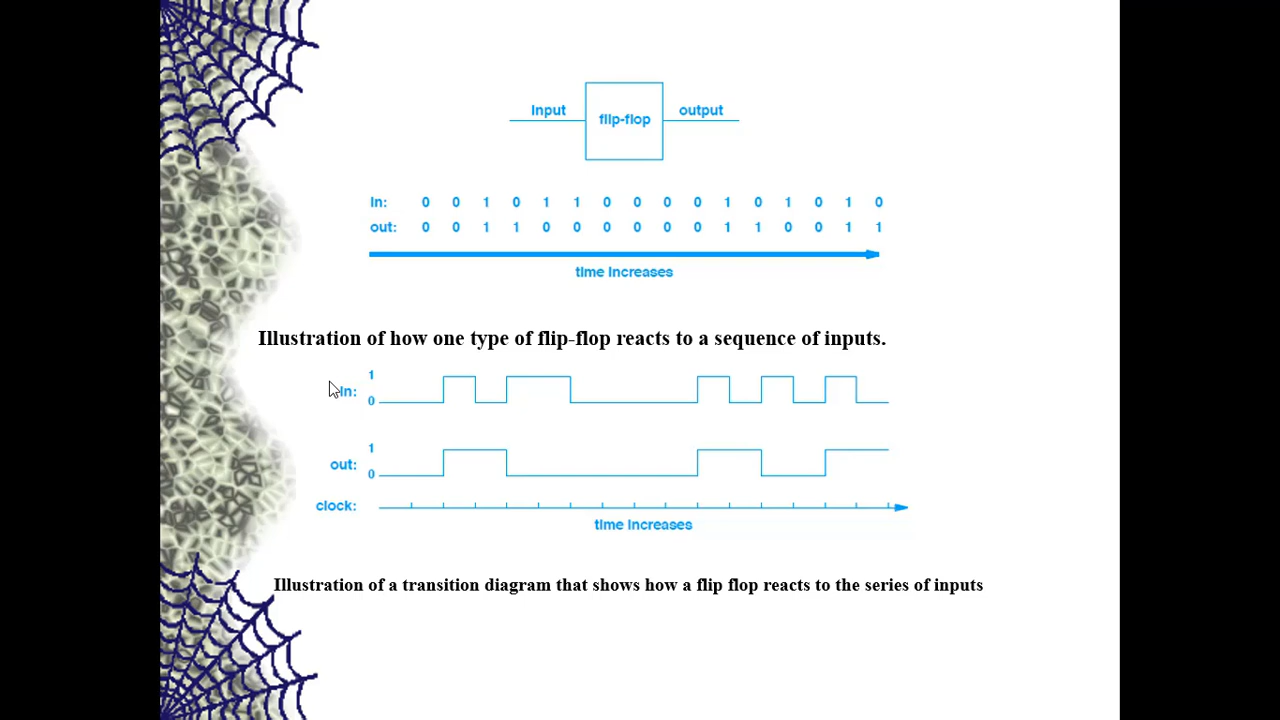 Input flip-flop output
In: 0 0 1 0 1 1 0 0 0 0 1 0 1 0 1 0
out: 0 0 1 1 0 0 0 0 0 0 1 1 0 0 1 1
time increases
Illustration of how one type of flip-flop reacts to a sequence of inputs.
1
In:
0
1
out:
0
clock:
time increases
Illustration of a transition diagram that shows how a flip flop reacts to the series of inputs